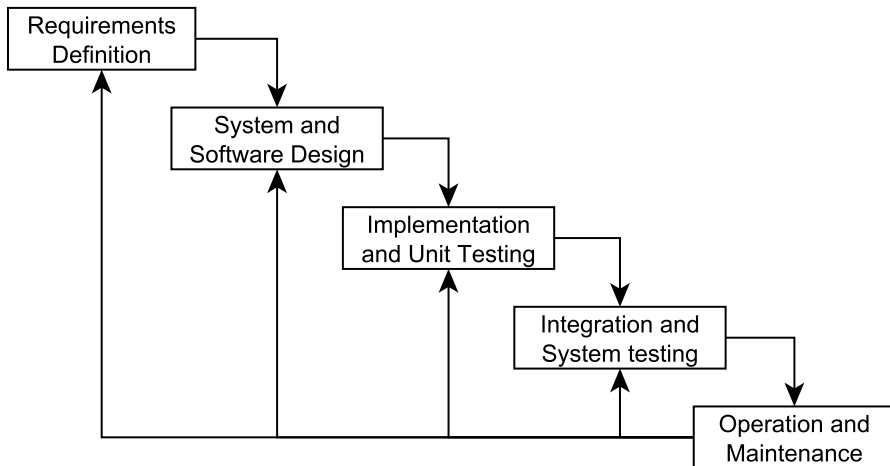 Requirements
Definition
System and
Software Design
Implementation
and Unit Testing
Integration and
System testing
Operation and
Maintenance